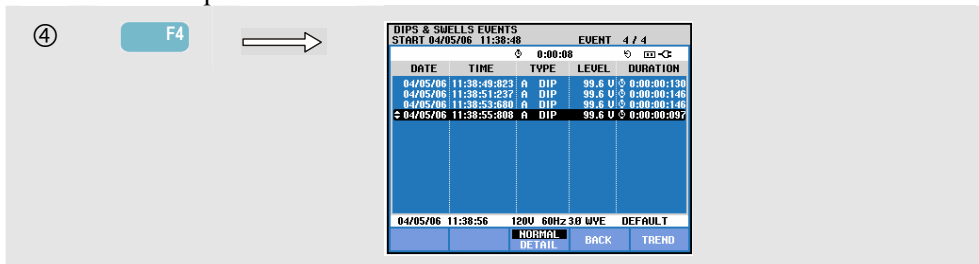 ④ F4
DIPS & SWELLS EVENTS
START 04/05/06 11:38:48 EVENT 4 / 4
0:00:08
DATE TIME TYPE LEVEL DURATION
04/05/06 11:38:49:823 A DIP 99.6 V 0:00:00:130
04/05/06 11:38:51:237 A DIP 99.6 V 0:00:00:146
04/05/06 11:38:53:680 A DIP 99.6 V 0:00:00:146
04/05/06 11:38:55:808 A DIP 99.6 V 0:00:00:097
04/05/06 11:38:56 120V 60Hz 3Ø WYE DEFAULT
NORMAL
DETAIL BACK TREND